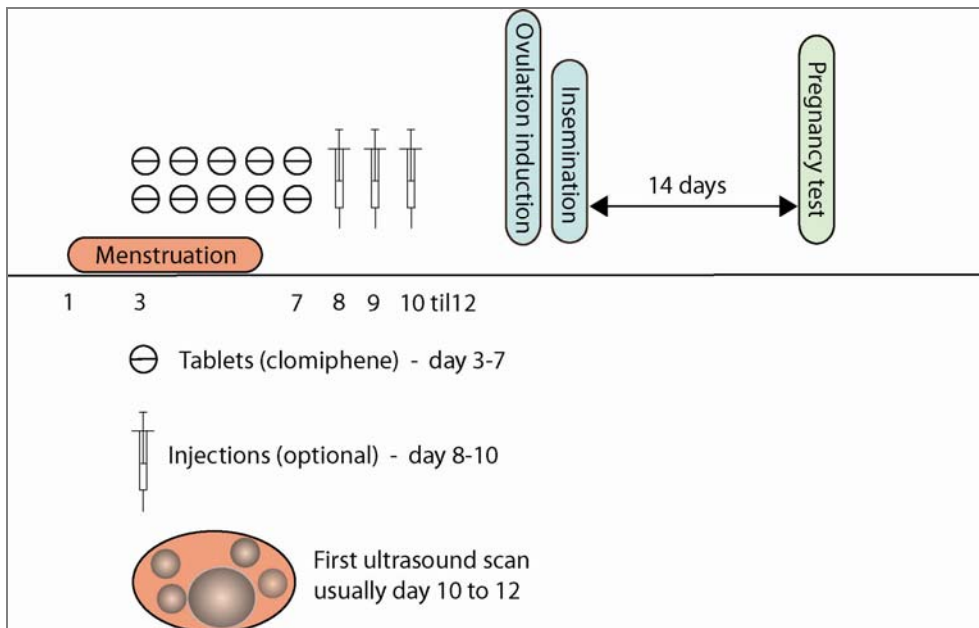 Ovulation induction
Insemination
Pregnancy test
14 days
Menstruation
1 3 7 8 9 10 til12
Tablets (clomiphene) - day 3-7
Injections (optional) - day 8-10
First ultrasound scan
usually day 10 to 12